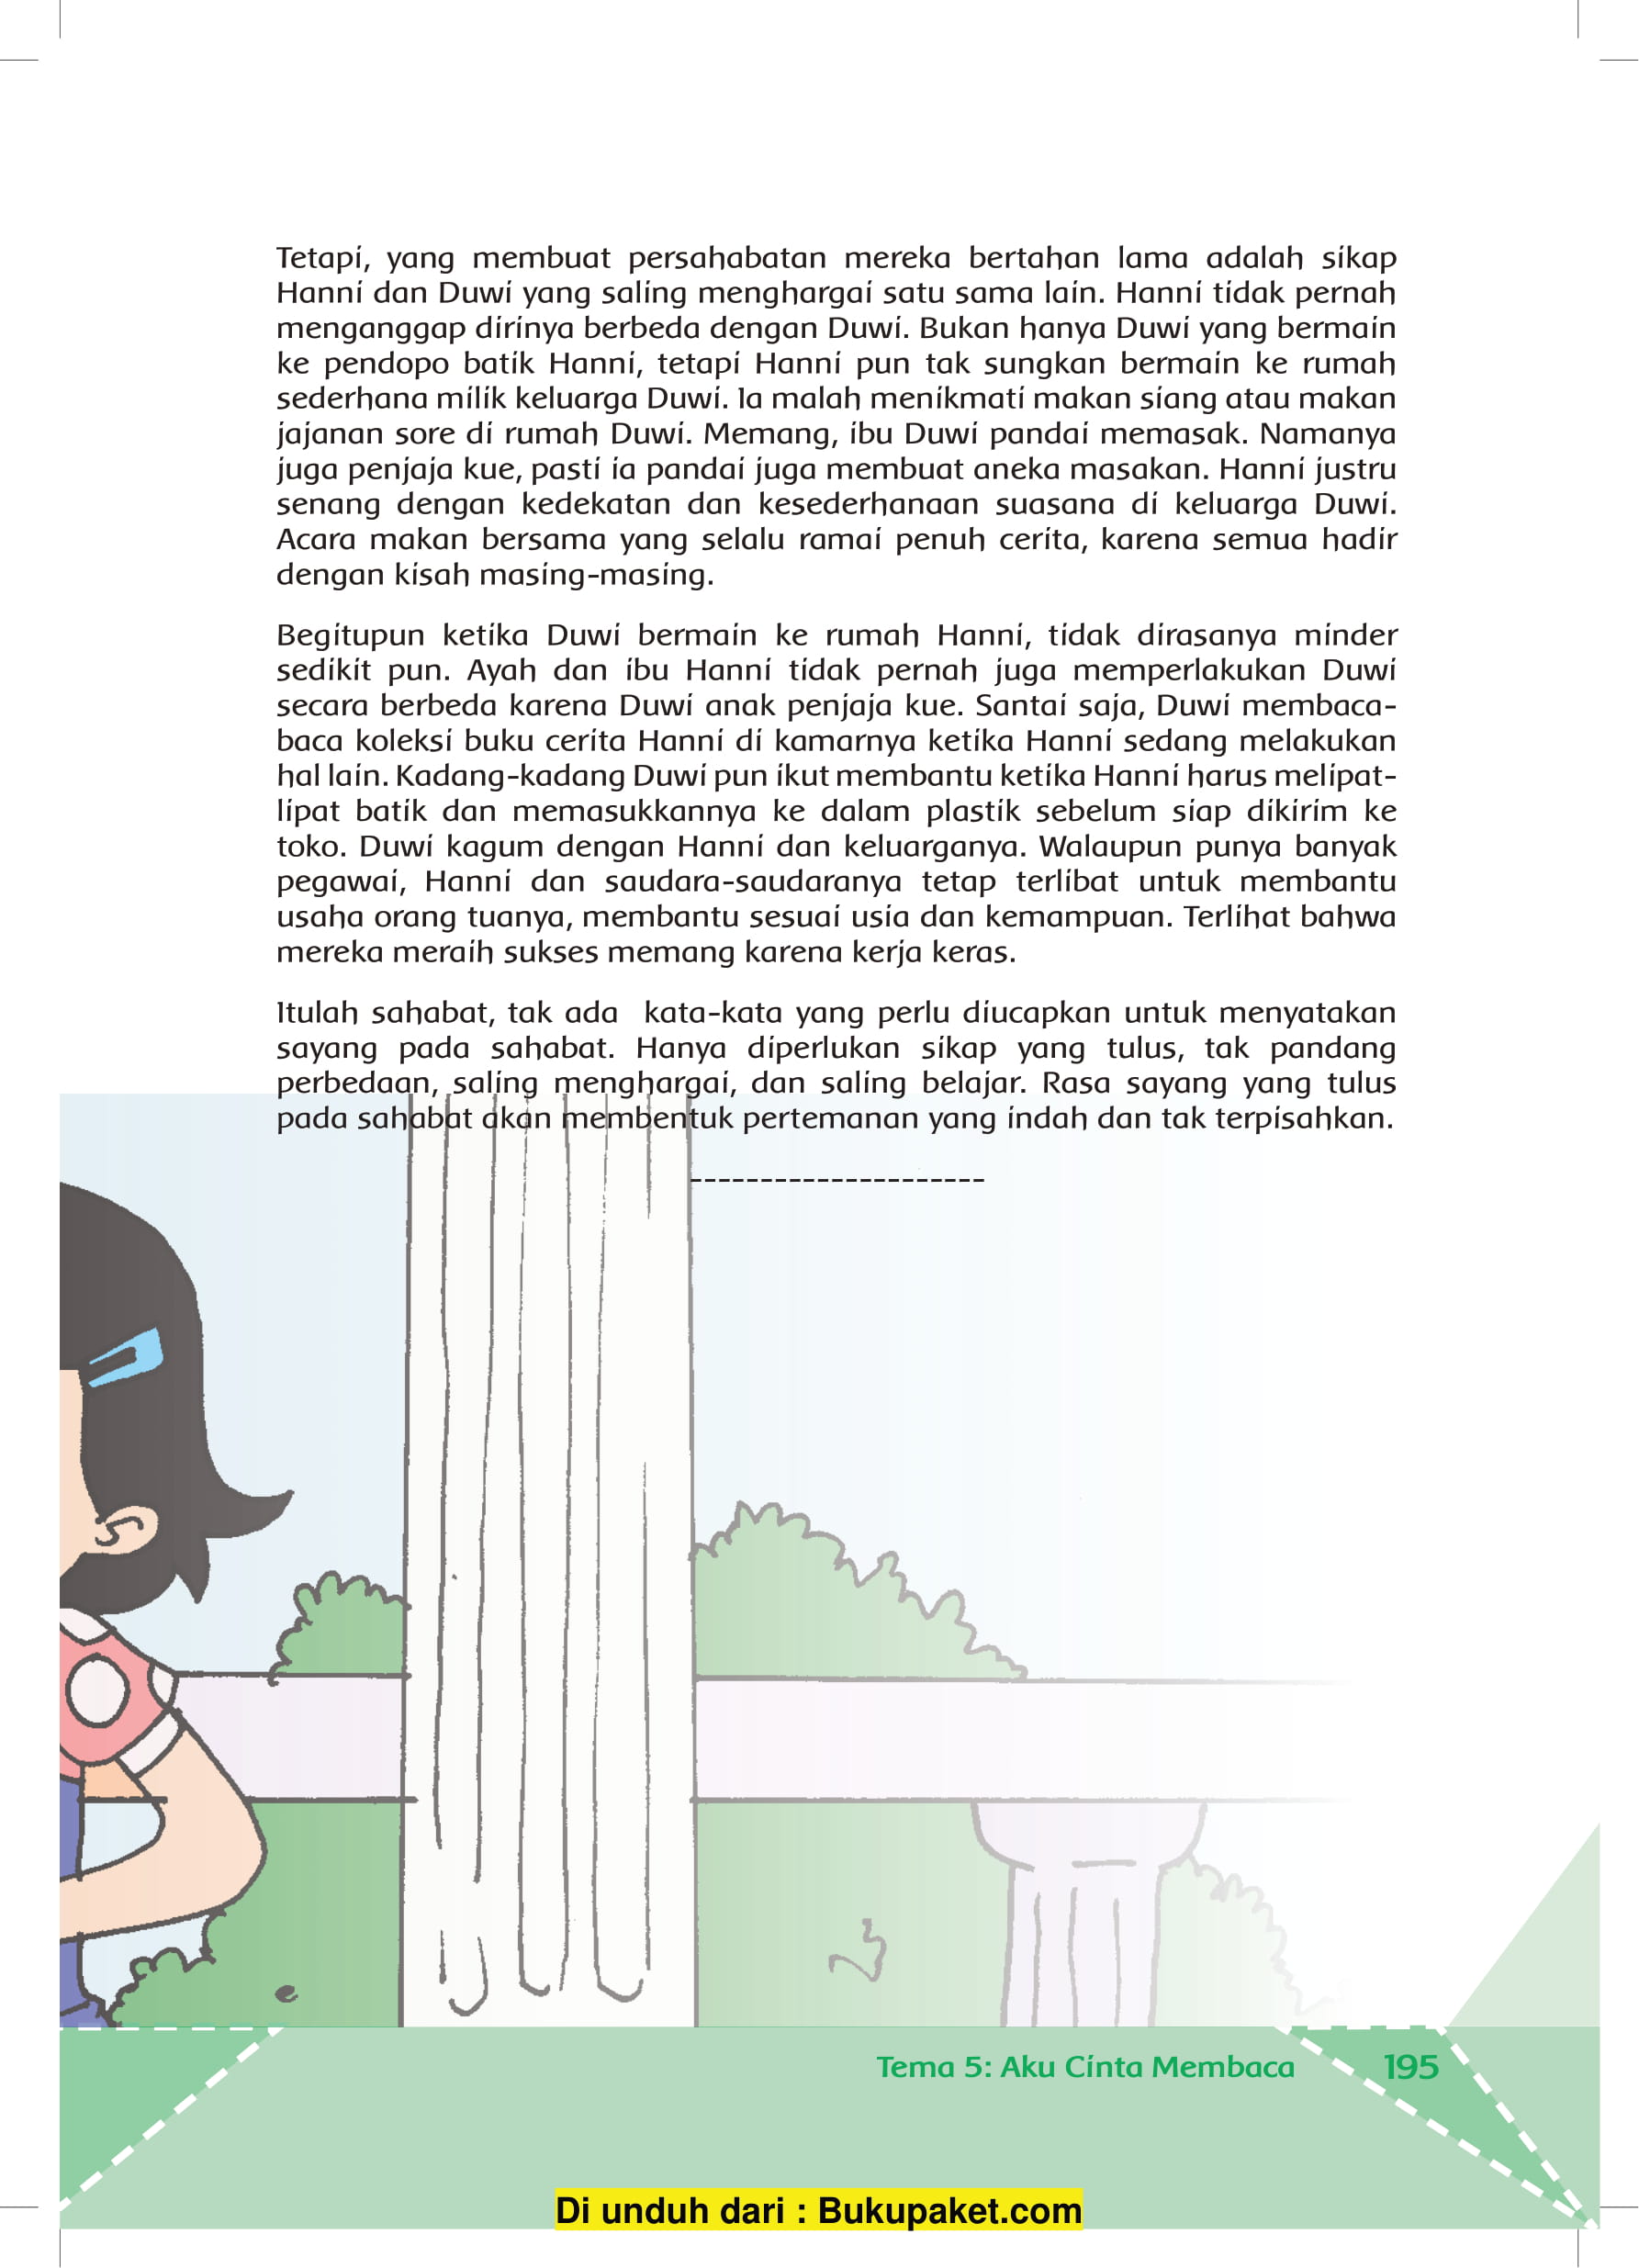 Tetapi, yang membuat persahabatan mereka bertahan lama adalah sikap
Hanni dan Duwi yang saling menghargai satu sama lain. Hanni tidak pernah
menganggap dirinya berbeda dengan Duwi. Bukan hanya Duwi yang bermain
ke pendopo batik Hanni, tetapi Hanni pun tak sungkan bermain ke rumah
sederhana milik keluarga Duwi. Ia malah menikmati makan siang atau makan
jajanan sore di rumah Duwi. Memang, ibu Duwi pandai memasak. Namanya
juga penjaja kue, pasti ia pandai juga membuat aneka masakan. Hanni justru
senang dengan kedekatan dan kesederhanaan suasana di keluarga Duwi.
Acara makan bersama yang selalu ramai penuh cerita, karena semua hadir
dengan kisah masing-masing.
Begitupun ketika Duwi bermain ke rumah Hanni, tidak dirasanya minder
sedikit pun. Ayah dan ibu Hanni tidak pernah juga memperlakukan Duwi
secara berbeda karena Duwi anak penjaja kue. Santai saja, Duwi membaca-
baca koleksi buku cerita Hanni di kamarnya ketika Hanni sedang melakukan
hal lain. Kadang-kadang Duwi pun ikut membantu ketika Hanni harus melipat-
lipat batik dan memasukkannya ke dalam plastik sebelum siap dikirim ke
toko. Duwi kagum dengan Hanni dan keluarganya. Walaupun punya banyak
pegawai, Hanni dan saudara-saudaranya tetap terlibat untuk membantu
usaha orang tuanya, membantu sesuai usia dan kemampuan. Terlihat bahwa
mereka meraih sukses memang karena kerja keras.
Itulah sahabat, tak ada kata-kata yang perlu diucapkan untuk menyatakan
sayang pada sahabat. Hanya diperlukan sikap yang tulus, tak pandang
perbedaan, saling menghargai, dan saling belajar. Rasa sayang yang tulus
pada sahabat akan membentuk pertemanan yang indah dan tak terpisahkan.
---------------------
Tema 5: Aku Cinta Membaca 195
Di unduh dari : Bukupaket.com